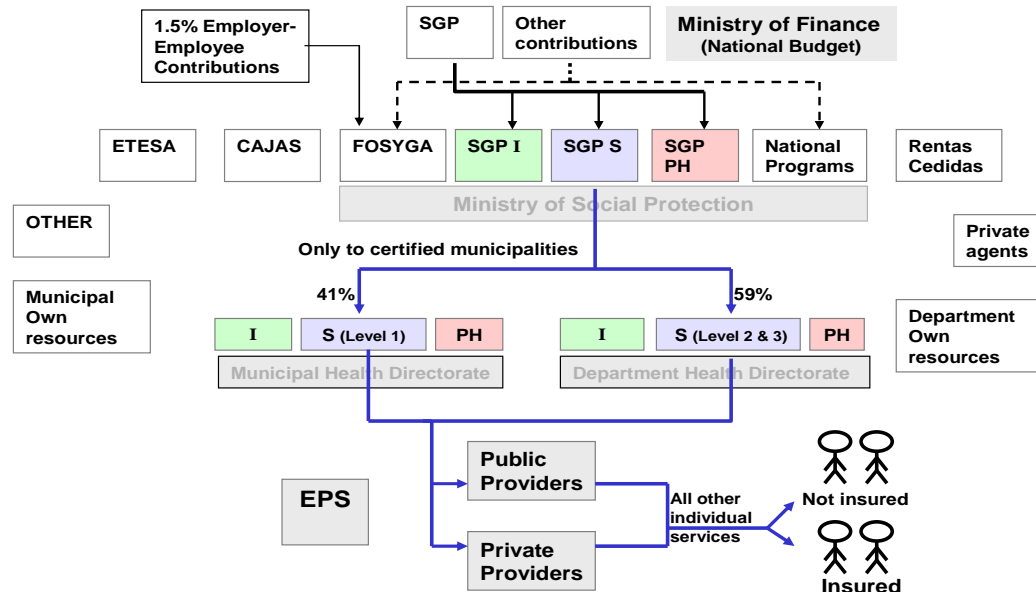 1.5% Employer-
Employee
Contributions
SGP
Other
contributions
Ministry of Finance
(National Budget)
ETESA
CAJAS
FOSYGA
SGP I
SGP S
SGP
PH
National
Programs
Rentas
Cedidas
Ministry of Social Protection
OTHER
Private
agents
Only to certified municipalities
Municipal
Own
resources
41%
59%
Department
Own
resources
I
S (Level 1)
PH
I
S (Level 2 & 3)
PH
Municipal Health Directorate
Department Health Directorate
EPS
Public
Providers
Private
Providers
All other
individual
services
Not insured
Insured